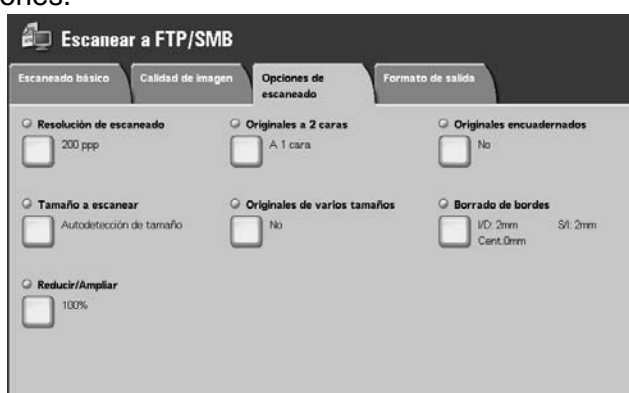 ones.
Escanear a FTP/SMB
Escaneado básico
Calidad de imagen
Opciones de
escaneado
Formato de salida
Resolución de escaneado
200 ppp
Originales a 2 caras
A 1 cara
Originales encuadernados
No
Tamaño a escanear
Autodetección de tamaño
Originales de varios tamaños
No
Borrado de bordes
I/D: 2mm S/I: 2mm
Cent.0mm
Reducir/Ampliar
100%